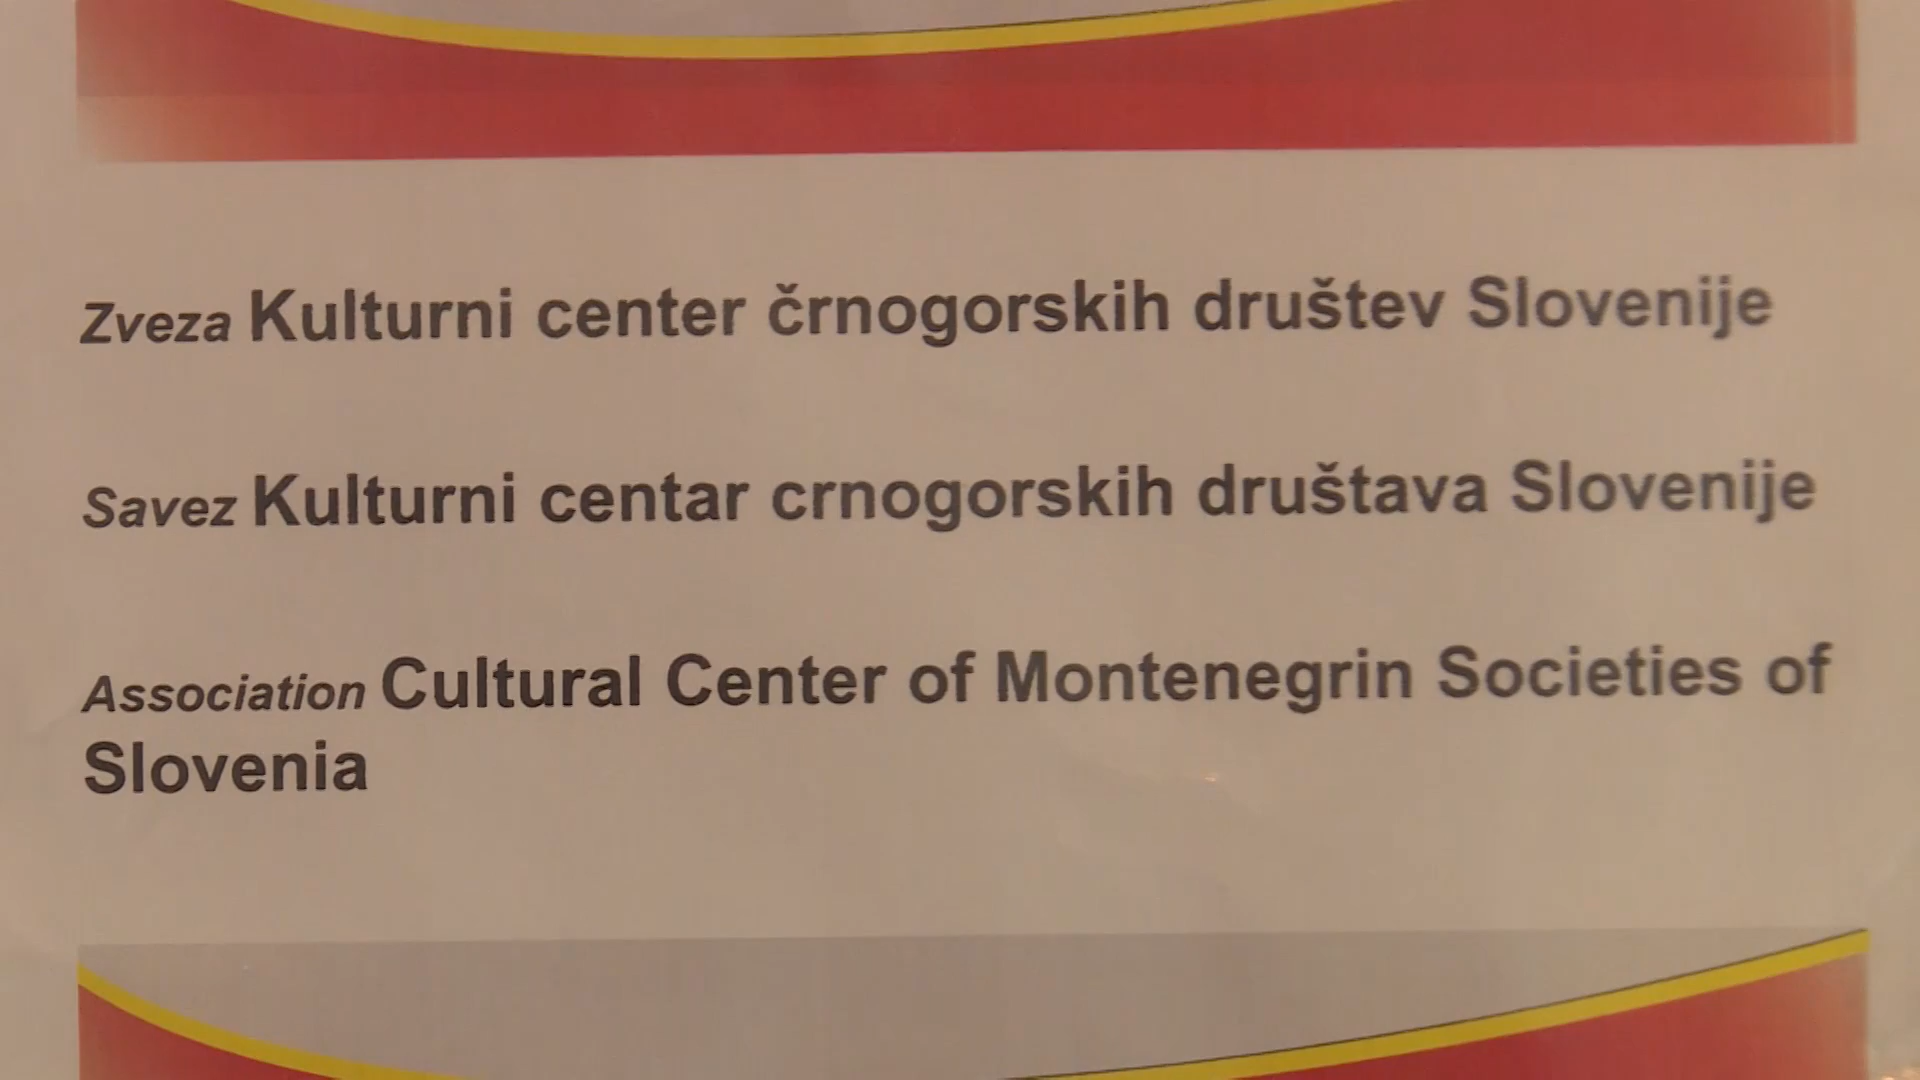 Zveza Kulturni center črnogorskih društev Slovenije
Savez Kulturni centar crnogorskih društava Slovenije
Association Cultural Center of Montenegrin Societies of
Slovenia